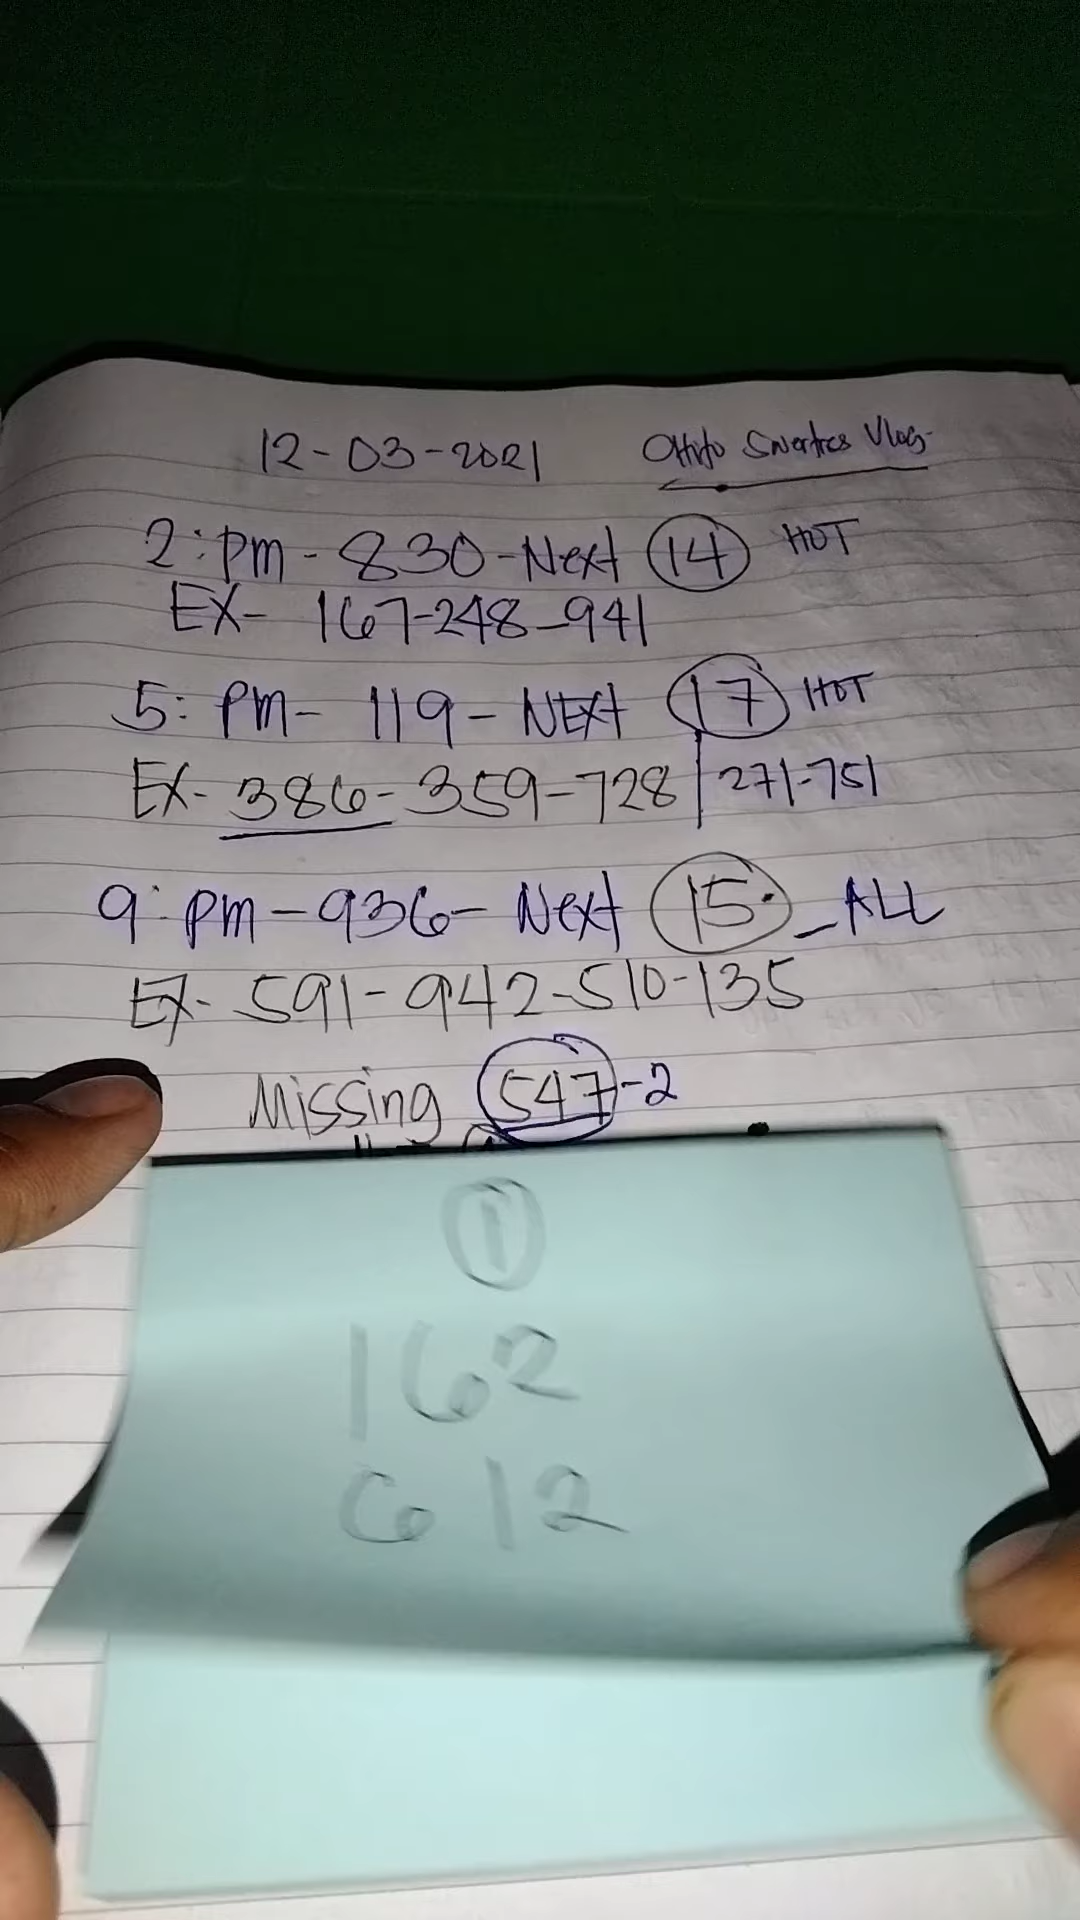 12-03-2021 Swertres Vlog
2:pm-830-Next 14 HOT
EX-167-248-941
5:pm-119-NEXT 17 HOT
EX-386-359-728 271-751
9:pm-936-Next 15 -ALL
EX-591-942-510-135
Missing 547-2
1
162
612